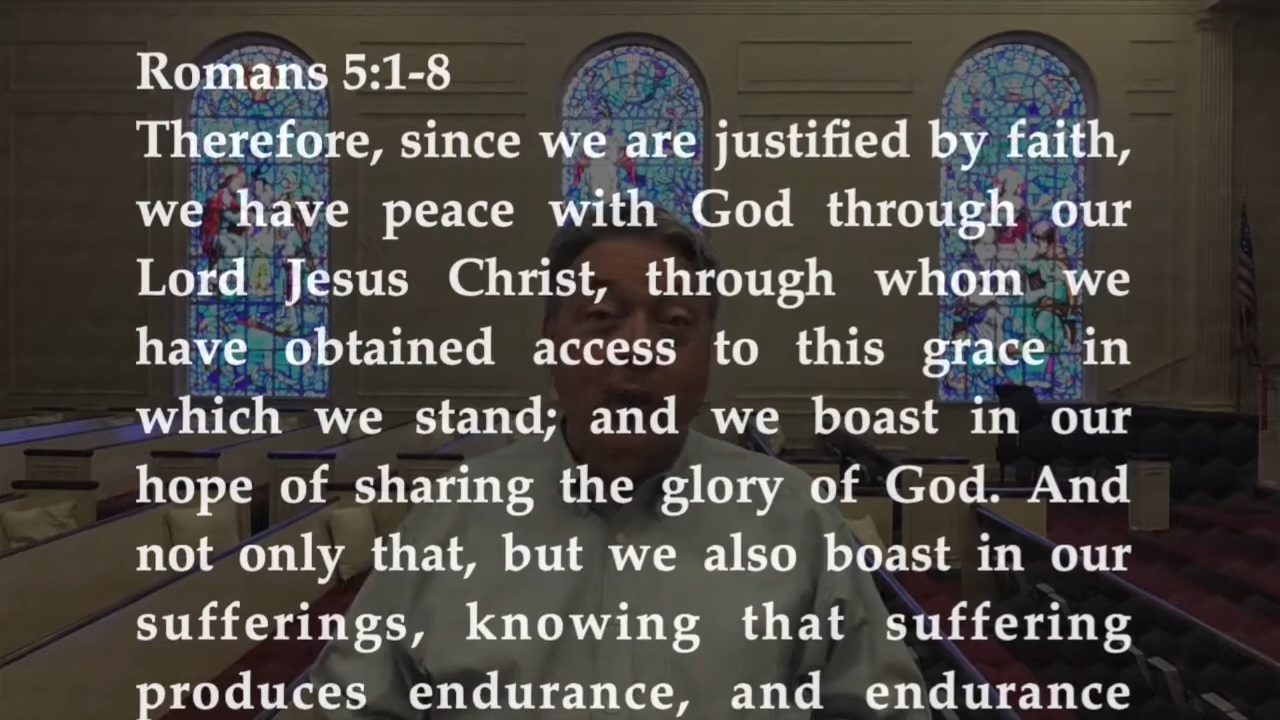 Romans 5:1-8
Therefore, since we are justified by faith,
we have peace with God through our
Lord Jesus Christ, through whom we
have obtained access to this grace in
which we stand; and we boast in our
hope of sharing the glory of God. And
not only that, but we also boast in our
sufferings, knowing that suffering
produces endurance, and endurance